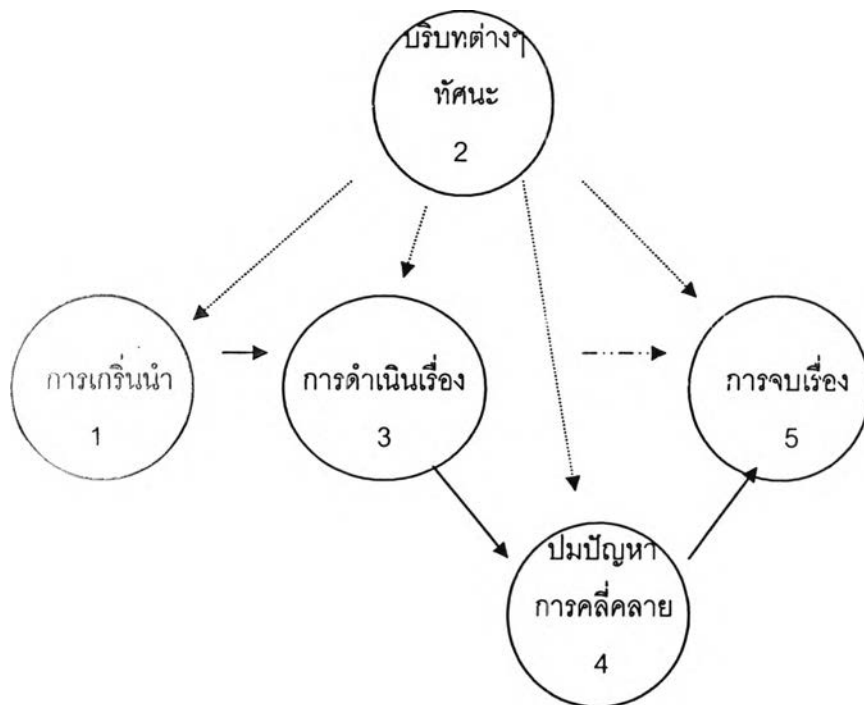 บริบทต่างๆ
ทัศนะ
2
การเกริ่นนำ
1
การดำเนินเรื่อง
3
การจบเรื่อง
5
ปมปัญหา
การคลี่คลาย
4